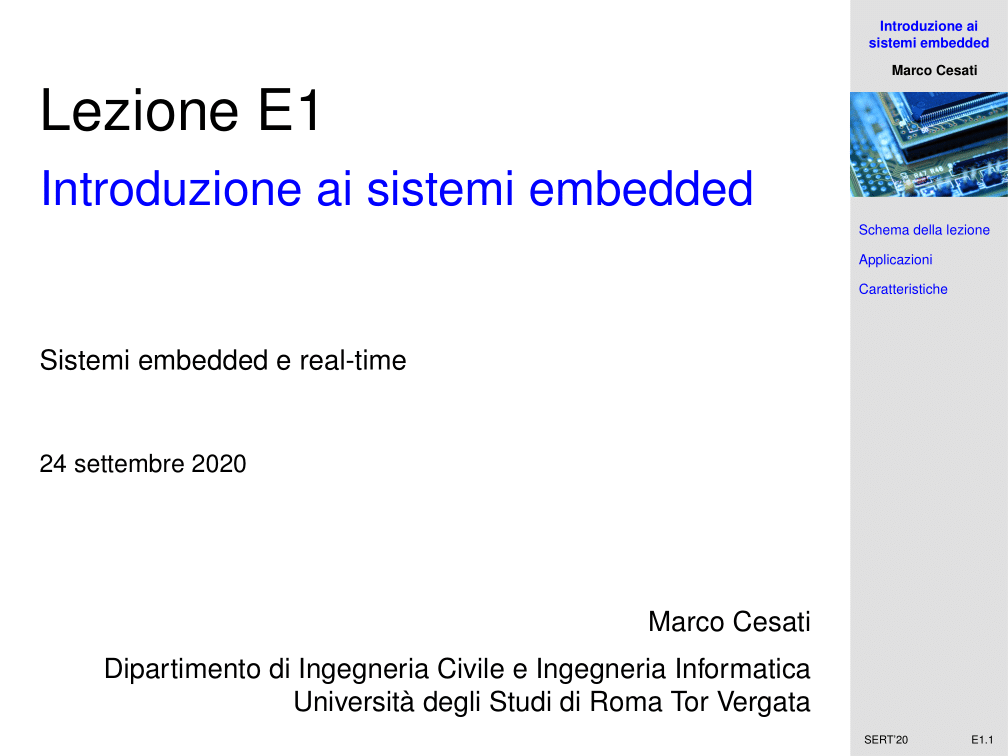 Lezione E1
Introduzione ai sistemi embedded
Sistemi embedded e real-time
24 settembre 2020
Marco Cesati
Dipartimento di Ingegneria Civile e Ingegneria Informatica
Università degli Studi di Roma Tor Vergata
Introduzione ai
sistemi embedded
Marco Cesati
R47 R46
Schema della lezione
Applicazioni
Caratteristiche
SERT'20 E1.1